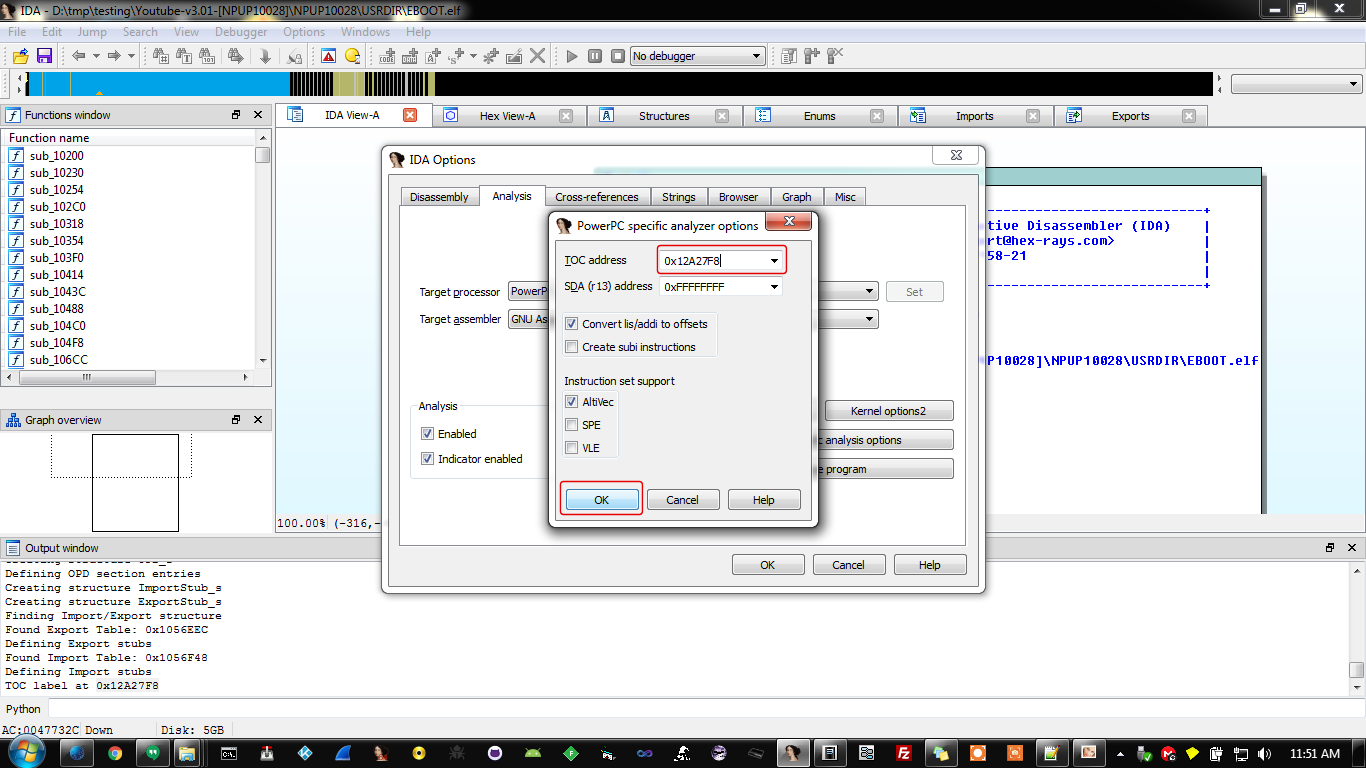 IDA - D:\tmp\testing\Youtube-v3.01-[NPUP10028]\NPUP10028\USRDIR\EBOOT.elf
File Edit Jump Search View Debugger Options Windows Help
No debugger
Functions window
IDA View-A
Hex View-A
Structures
Enums
Imports
Exports
Function name
sub_10200
sub_10230
sub_10254
sub_102C0
sub_10318
sub_10354
sub_103F0
sub_10414
sub_1043C
sub_10488
sub_104C0
sub_104F8
sub_106CC
Graph overview
100.00% (-316,-
tive Disassembler (IDA) |
rt@hex-rays.com> |
58-21 |
P10028]\NPUP10028\USRDIR\EBOOT.elf
IDA Options
Disassembly
Analysis
Cross-references
Strings
Browser
Graph
Misc
Target processor PowerP
Set
Target assembler GNU As
Analysis
Enabled
Indicator enabled
Kernel options2
c analysis options
e program
OK
Cancel
Help
PowerPC specific analyzer options
TOC address 0x12A27F8
SDA (r13) address 0xFFFFFFFF
Convert lis/addi to offsets
Create subi instructions
Instruction set support
AltiVec
SPE
VLE
OK
Cancel
Help
Output window
Defining OPD section entries
Creating structure ImportStub_s
Creating structure ExportStub_s
Finding Import/Export structure
Found Export Table: 0x1056EEC
Defining Export stubs
Found Import Table: 0x1056F48
Defining Import stubs
TOC label at 0x12A27F8
Python
AC:0047732C Down Disk: 5GB
11:51 AM